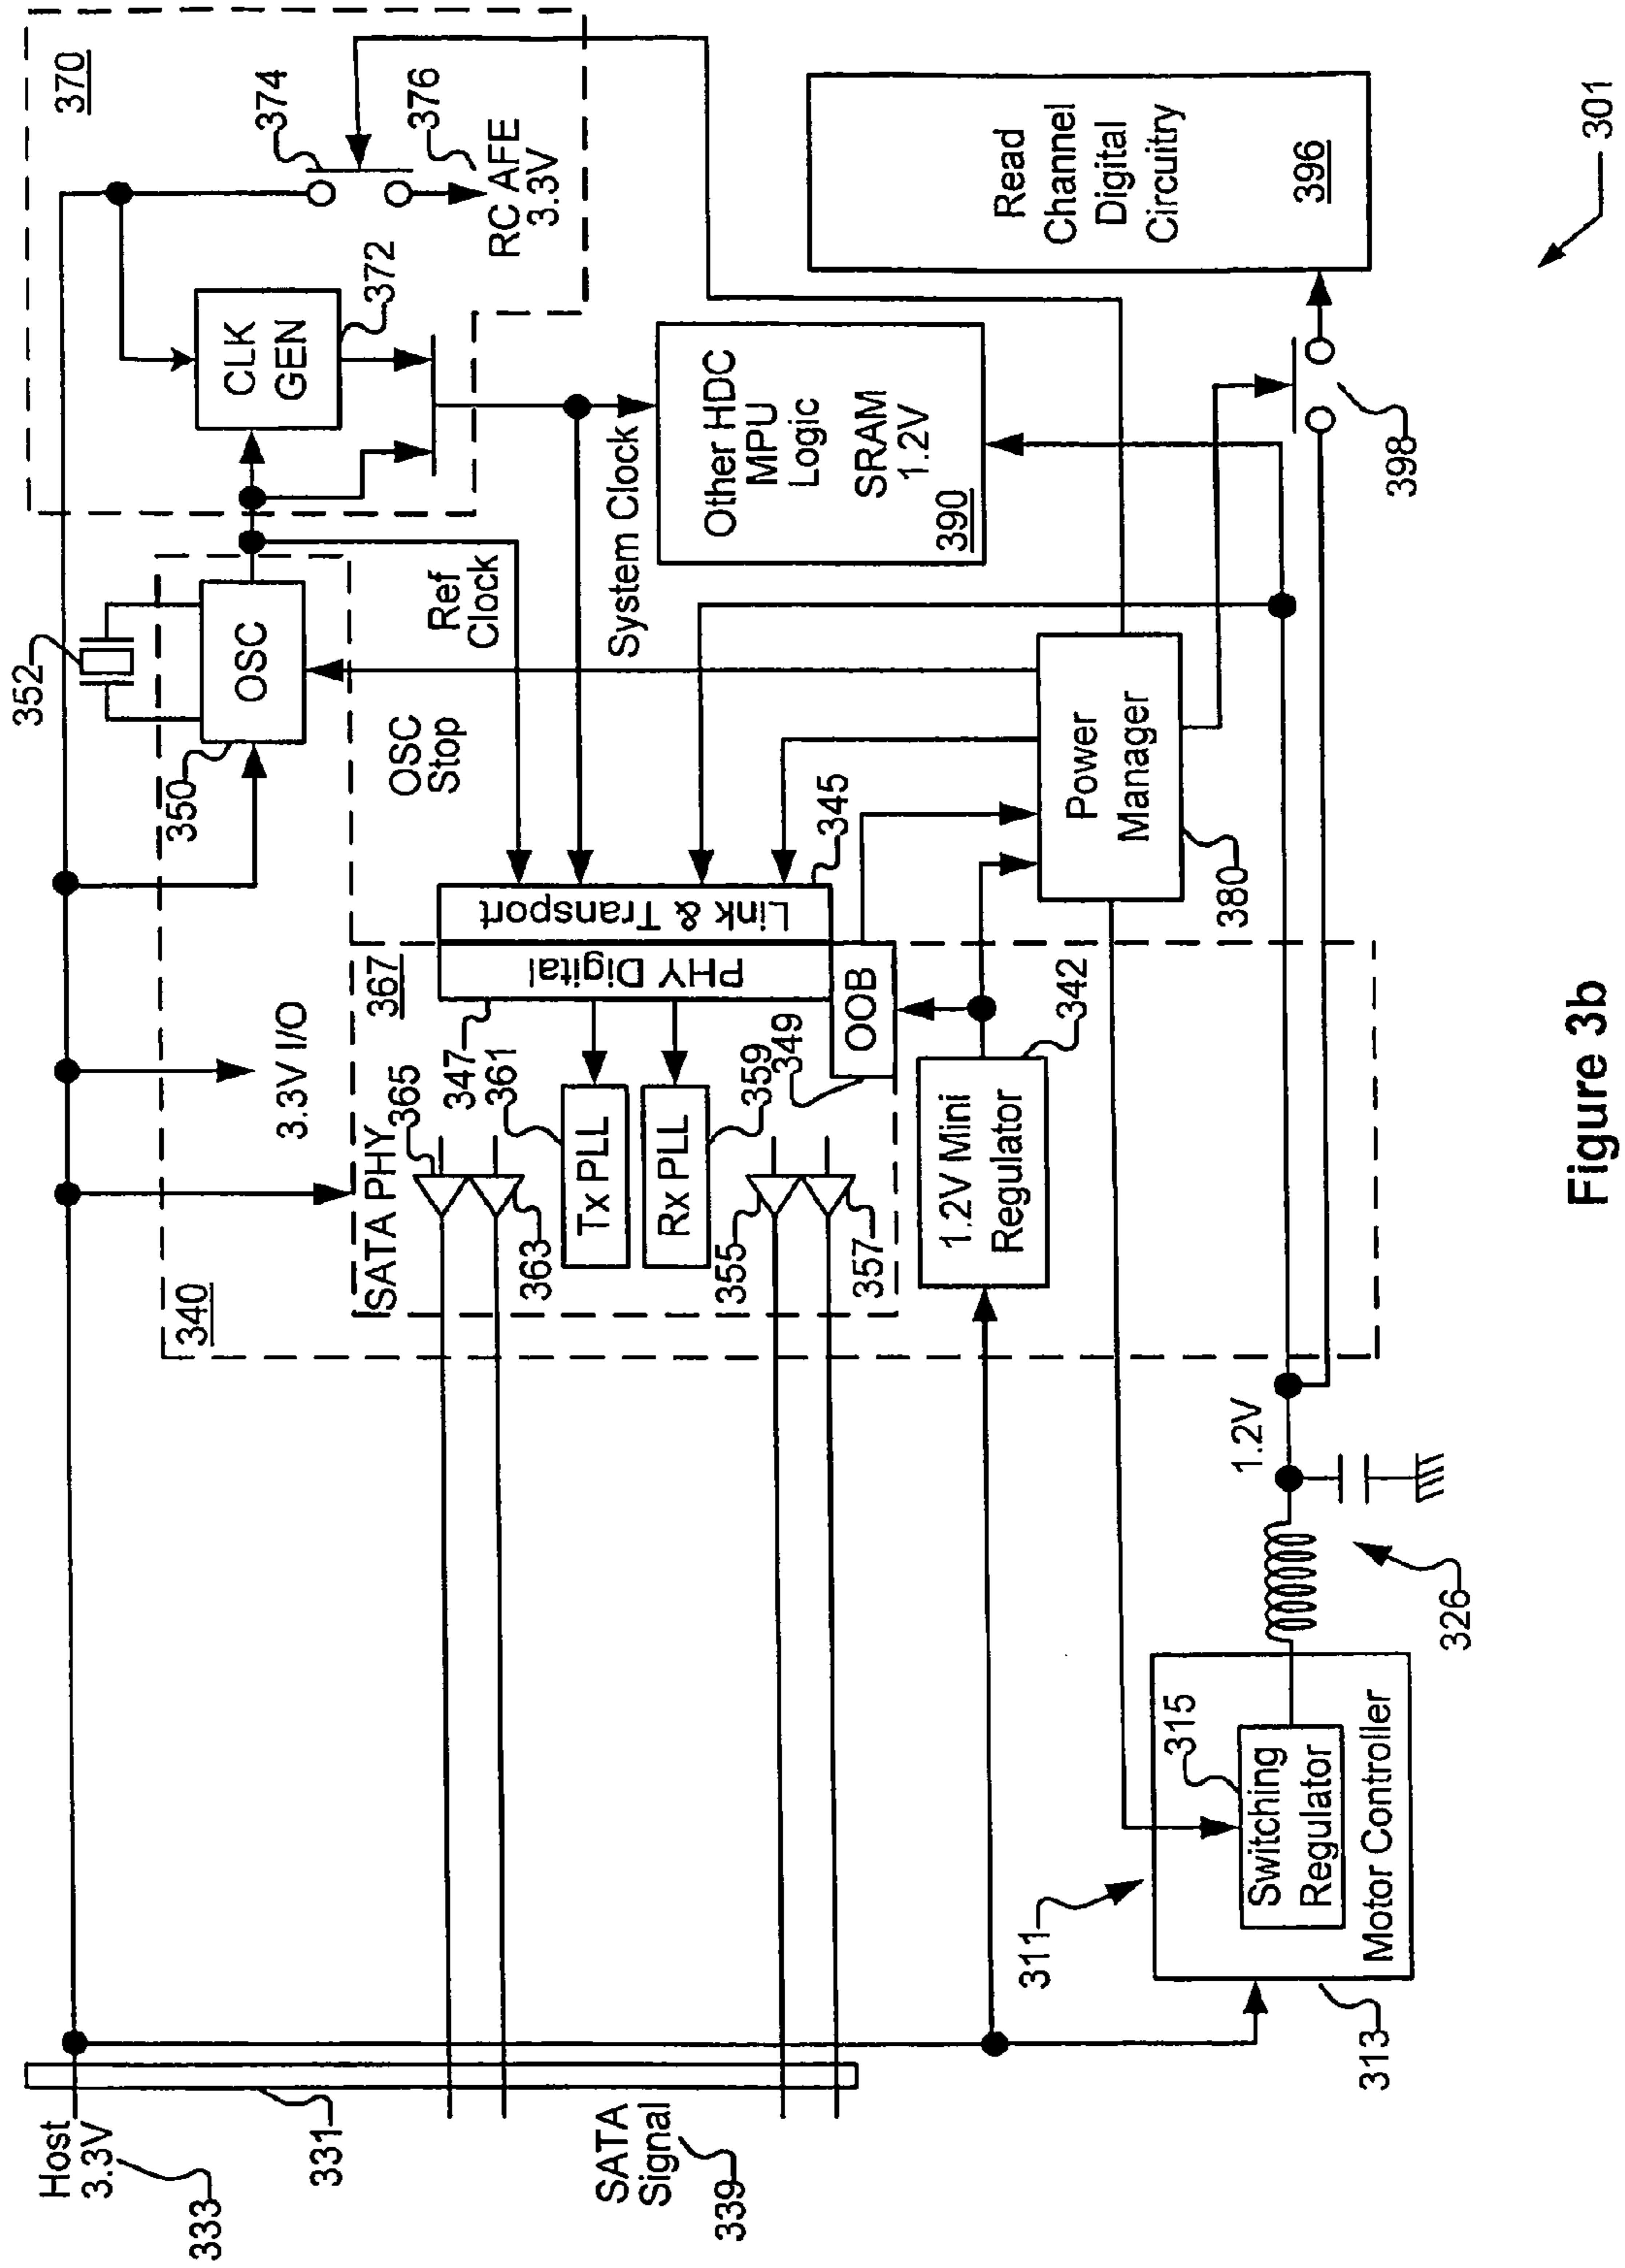 Host
3.3V
333
331
SATA
Signal
339
340
3.3V I/O
SATA PHY
365
363
347
361
Tx PLL
Rx PLL
359
349
355
357
367
PHY Digital
Link & Transport
345
OOB
1.2V Mini
Regulator
342
352
350
OSC
OSC
Stop
Ref
Clock
System Clock
370
CLK
GEN
372
374
376
RC AFE
3.3V
Other HDC
MPU
Logic
SRAM
1.2V
390
Power
Manager
380
Read
Channel
Digital
Circuitry
396
398
301
311
315
Switching
Regulator
Motor Controller
313
326
1.2V
Figure 3b